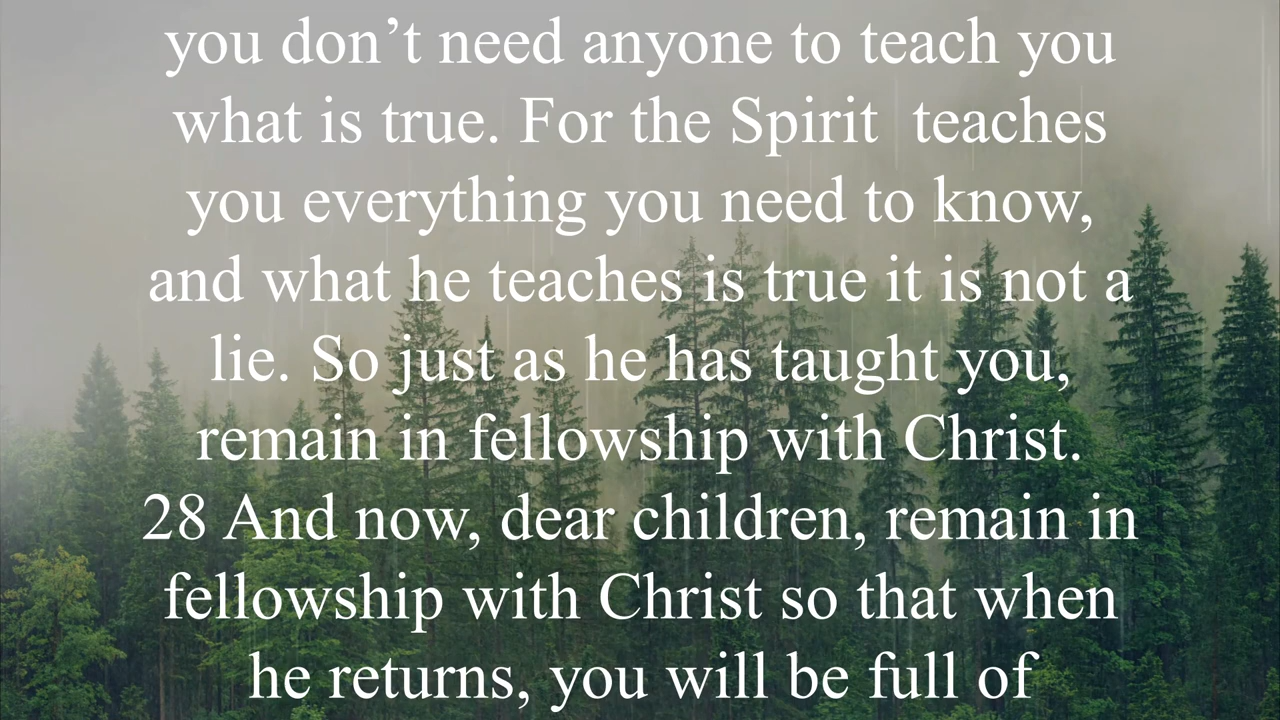 you don’t need anyone to teach you
what is true. For the Spirit  teaches
you everything you need to know,
and what he teaches is true it is not a
lie. So just as he has taught you,
remain in fellowship with Christ.
28 And now, dear children, remain in
fellowship with Christ so that when
he returns, you will be full of